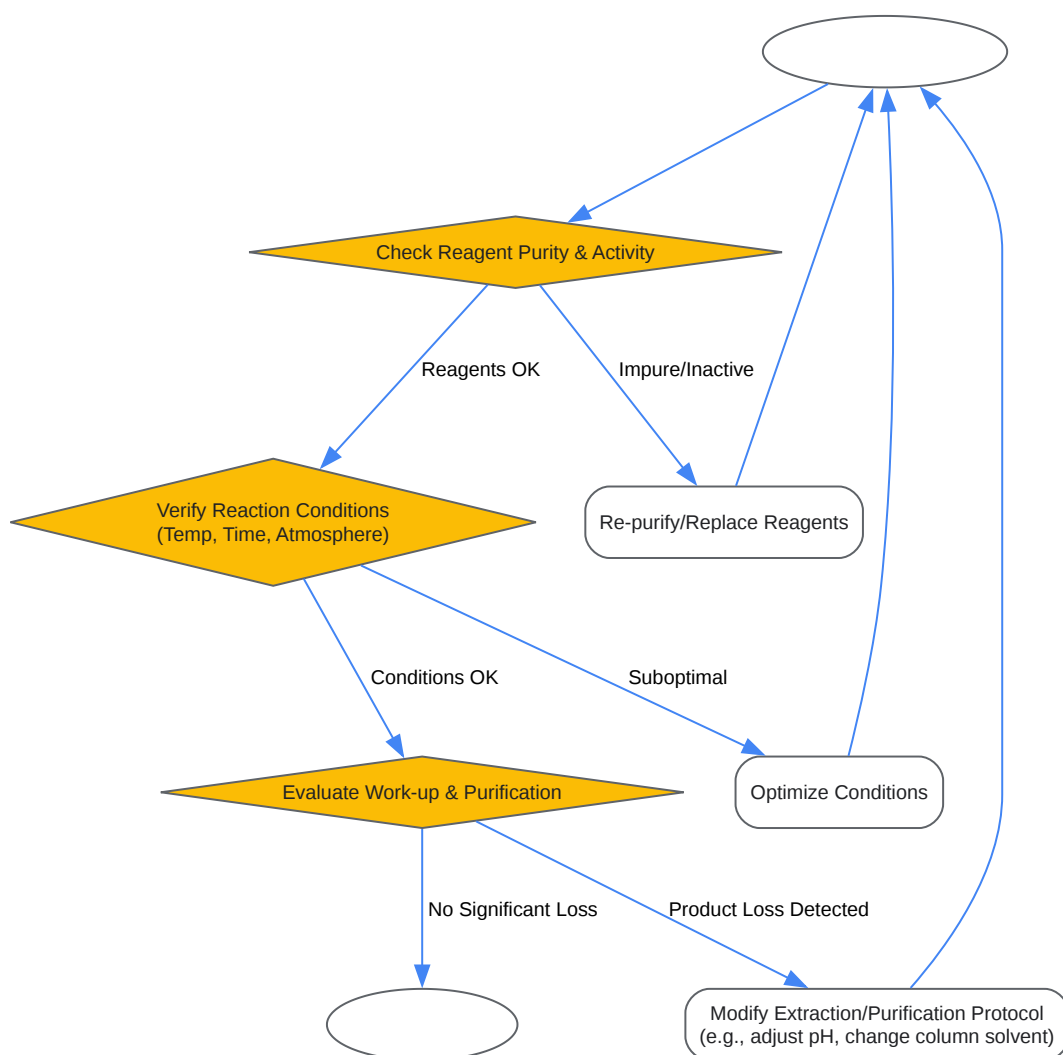 Check Reagent Purity & Activity
Reagents OK
Impure/Inactive
Verify Reaction Conditions
(Temp, Time, Atmosphere)
Re-purify/Replace Reagents
Conditions OK
Suboptimal
Evaluate Work-up & Purification
Optimize Conditions
No Significant Loss
Product Loss Detected
Modify Extraction/Purification Protocol
(e.g., adjust pH, change column solvent)